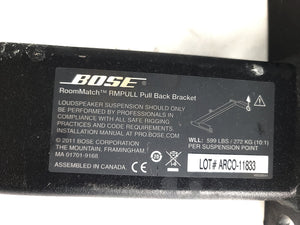 BOSE
RoomMatch™ RMPULL Pull Back Bracket
LOUDSPEAKER SUSPENSION SHOULD ONLY
BE PERFORMED BY PROFESSIONALS IN
COMPLIANCE WITH SAFE RIGGING
PRACTICES AND CODE REQUIREMENTS.
INSTALLATION MANUAL AT PRO.BOSE.COM
© 2011 BOSE CORPORATION
THE MOUNTAIN, FRAMINGHAM,
MA 01701-9168
ASSEMBLED IN CANADA.
WLL: 599 LBS / 272 KG (10:1)
PER SUSPENSION POINT
LOT# ARCO-11833